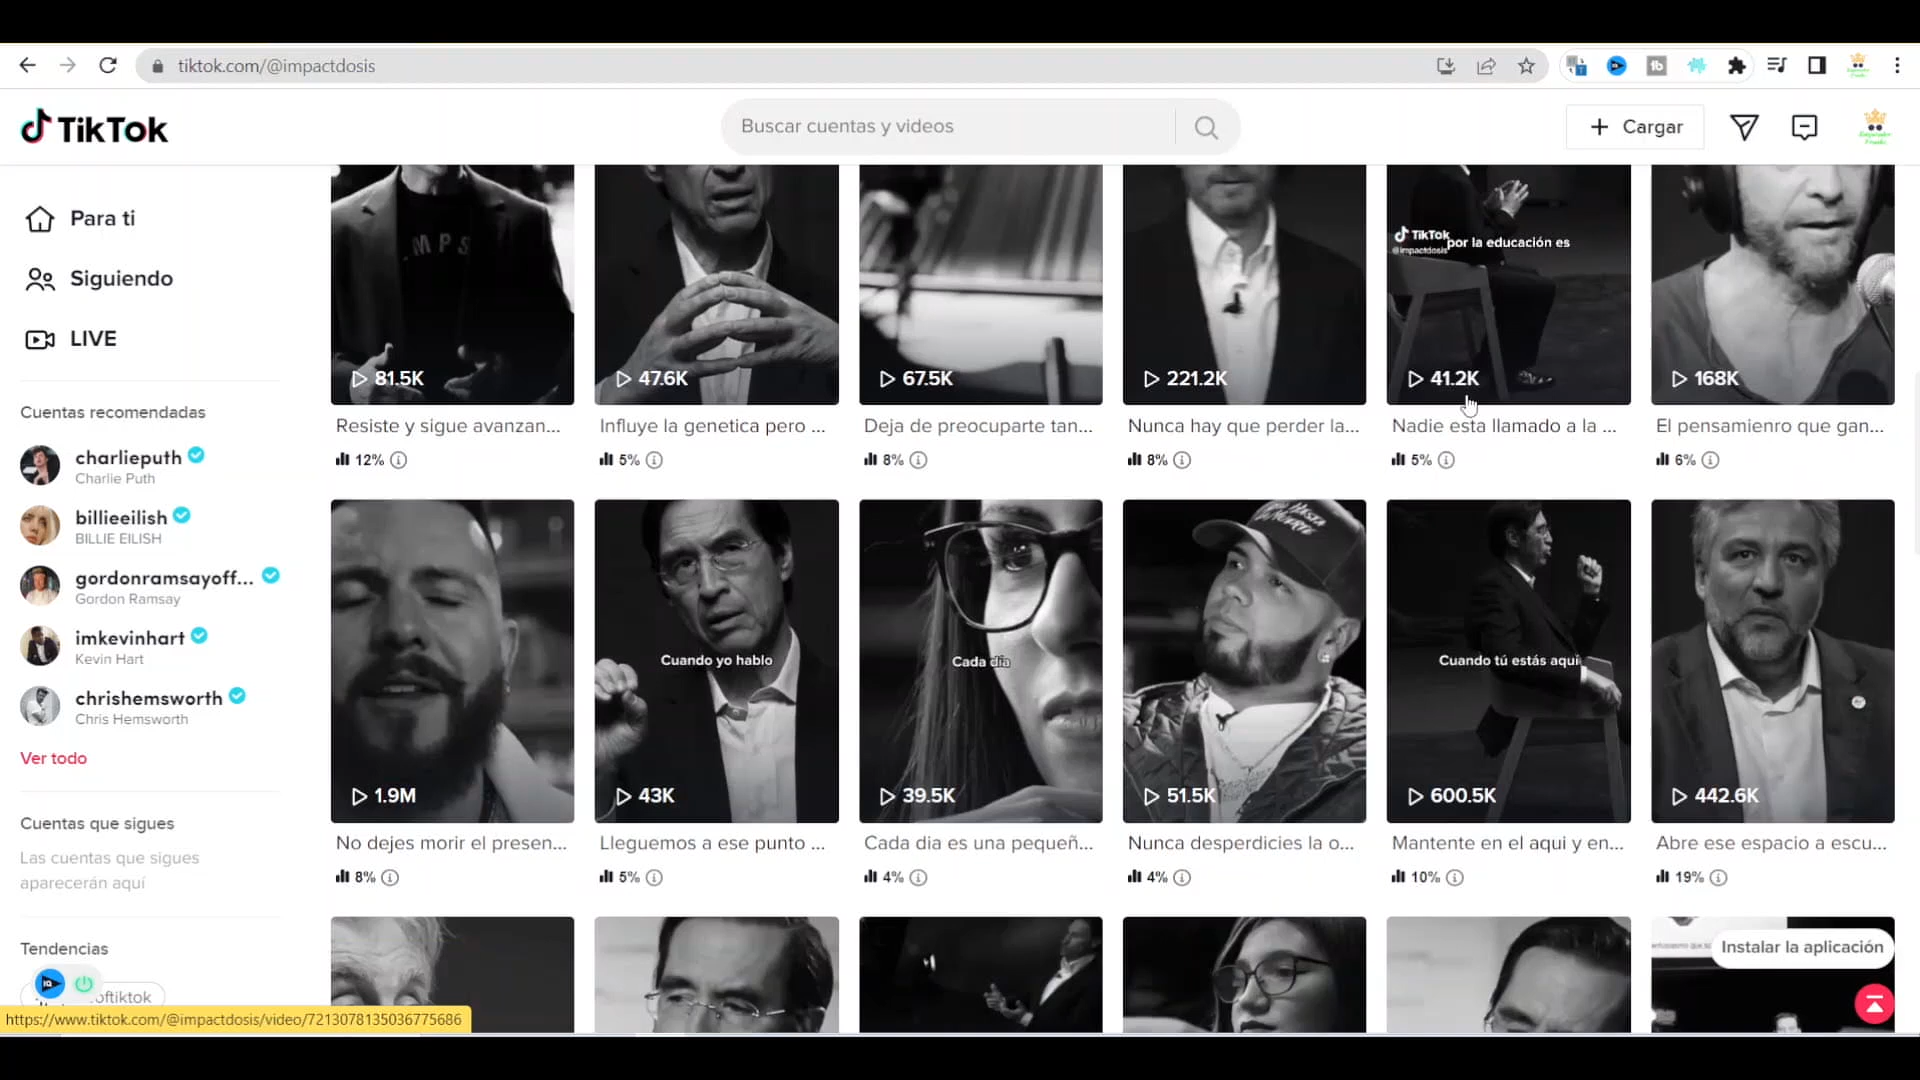 tiktok.com/@impactdosis
TikTok
Buscar cuentas y videos
Cargar
Para ti
Siguiendo
LIVE
Cuentas recomendadas
charlieputh
Charlie Puth
billieeilish
BILLIE EILISH
gordonramsayoff...
Gordon Ramsay
imkevinhart
Kevin Hart
chrishemsworth
Chris Hemsworth
Ver todo
Cuentas que sigues
Las cuentas que sigues
aparecerán aquí
Tendencias
oftiktok
https://www.tiktok.com/@impactdosis/video/7213078135036775686
TikTok
@impactdosis
por la educación es
81.5K
47.6K
67.5K
221.2K
41.2K
168K
Resiste y sigue avanzan...
Influye la genetica pero ...
Deja de preocuparte tan...
Nunca hay que perder la...
Nadie esta llamado a la ...
El pensamienro que gan...
12%
5%
8%
8%
5%
6%
Cuando yo hablo
Cada día
Cuando tú estás aquí
1.9M
43K
39.5K
51.5K
600.5K
442.6K
No dejes morir el presen...
Lleguemos a ese punto ...
Cada dia es una pequeñ...
Nunca desperdicies la o...
Mantente en el aqui y en...
Abre ese espacio a escu...
8%
5%
4%
4%
10%
19%
Instalar la aplicación